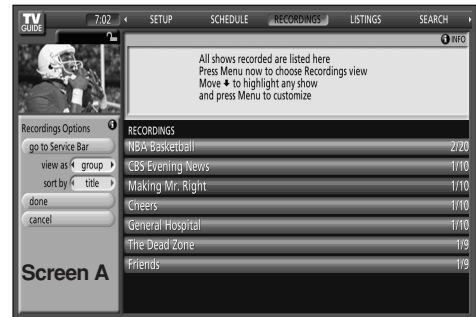 TV GUIDE
7:02
SETUP SCHEDULE RECORDINGS LISTINGS SEARCH
INFO
All shows recorded are listed here
Press Menu now to choose Recordings view
Move to highlight any show
and press Menu to customize
Recordings Options
go to Service Bar
view as group
sort by title
done
cancel
Screen A
RECORDINGS
NBA Basketball 2/20
CBS Evening News 1/10
Making Mr. Right 1/10
Cheers 1/10
General Hospital 1/10
The Dead Zone 1/9
Friends 1/9